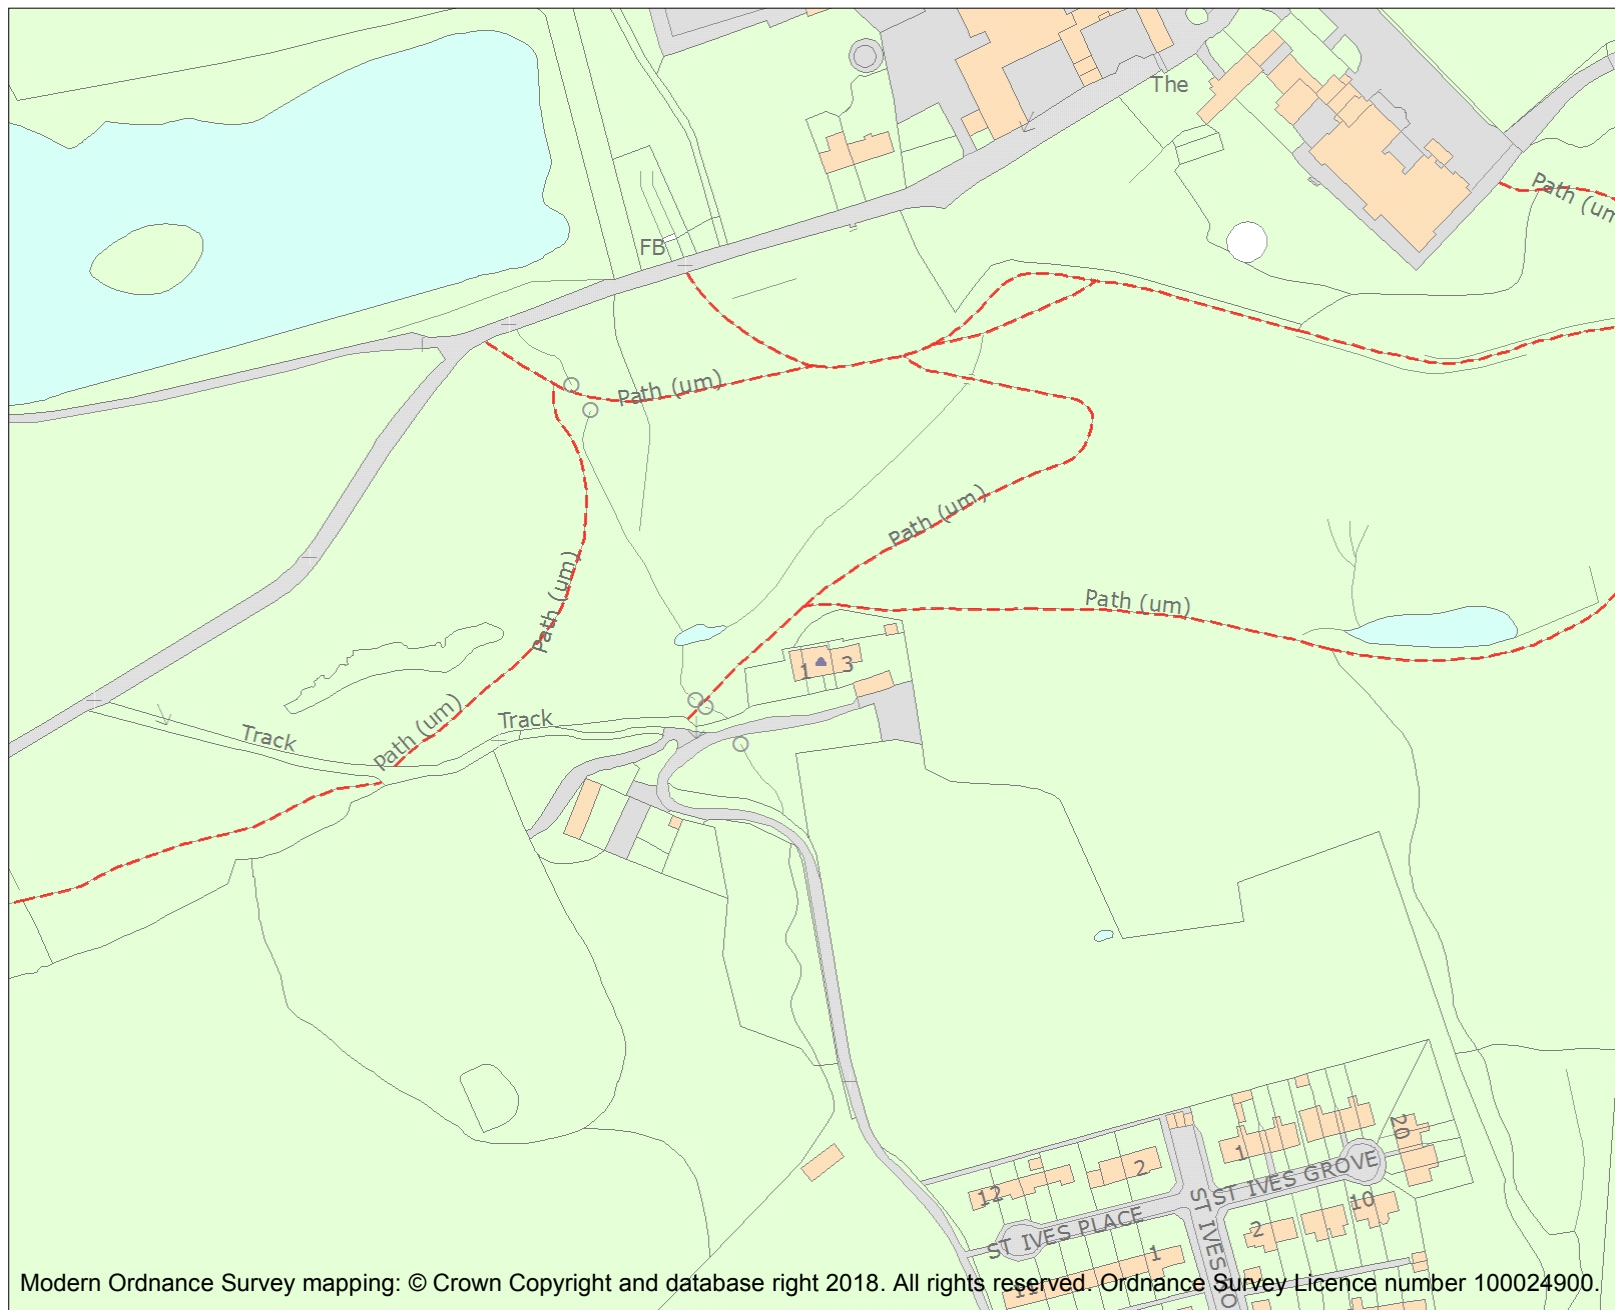 The
Path (um
FB
Path (um)
Path (um)
Path (um)
Path (um)
1
3
Track
Path (um)
Track
20
1
2
12
ST IVES GROVE
10
ST IVES PLACE
2
ST IVES
1
11
Modern Ordnance Survey mapping: © Crown Copyright and database right 2018. All rights reserved. Ordnance Survey Licence number 100024900.